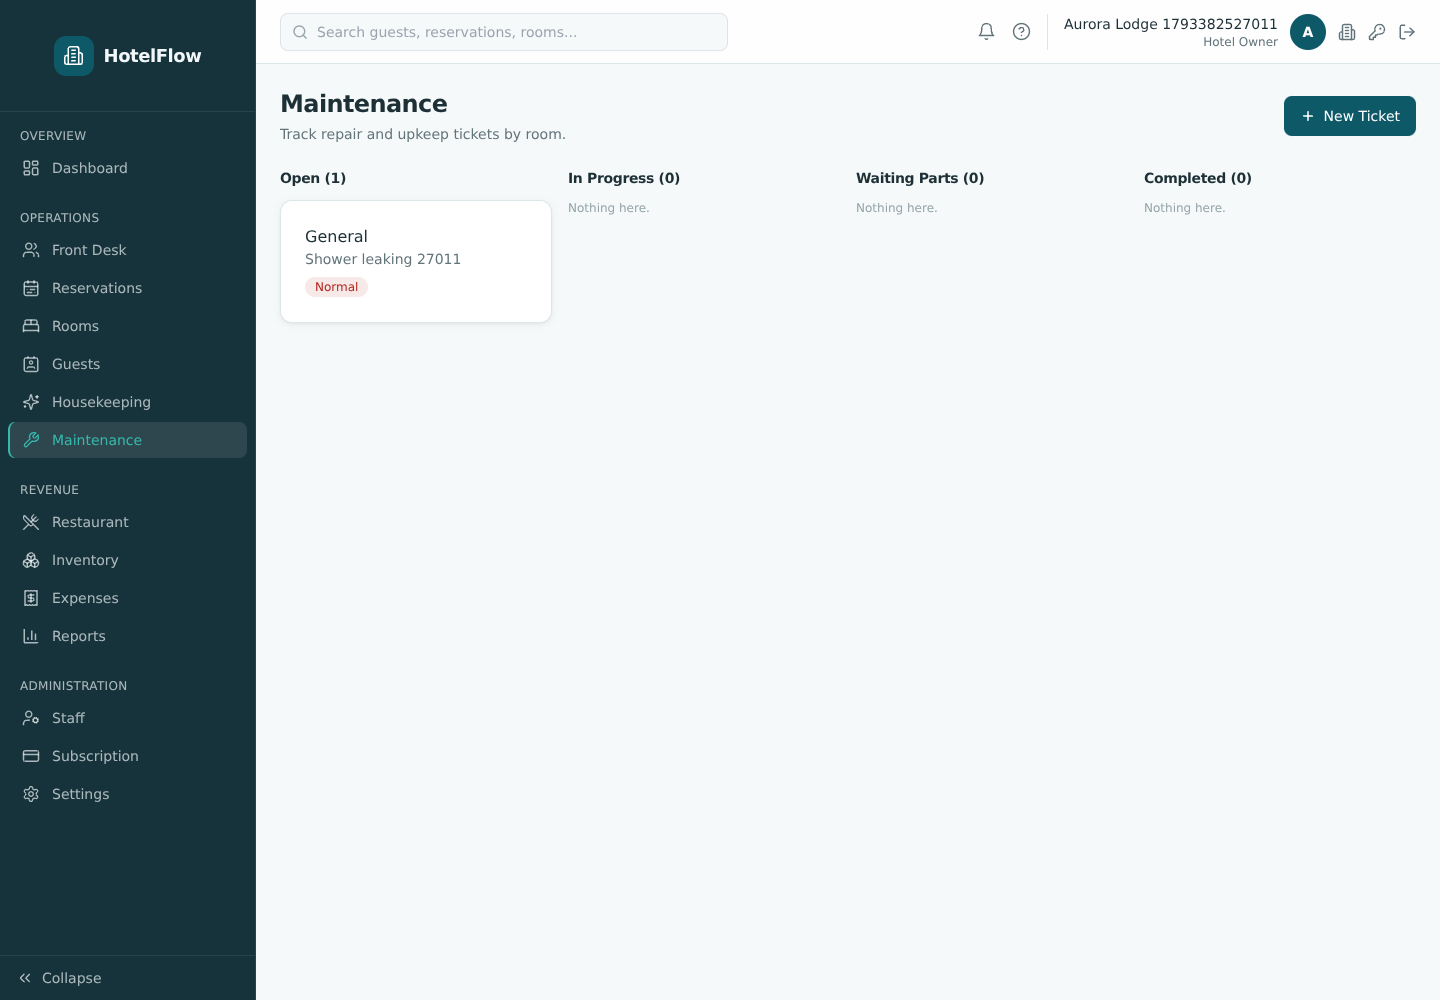 HotelFlow
OVERVIEW
Dashboard
OPERATIONS
Front Desk
Reservations
Rooms
Guests
Housekeeping
Maintenance
REVENUE
Restaurant
Inventory
Expenses
Reports
ADMINISTRATION
Staff
Subscription
Settings
Collapse
Search guests, reservations, rooms...
Aurora Lodge 1793382527011
Hotel Owner
A
Maintenance
Track repair and upkeep tickets by room.
New Ticket
Open (1)
General
Shower leaking 27011
Normal
In Progress (0)
Nothing here.
Waiting Parts (0)
Nothing here.
Completed (0)
Nothing here.